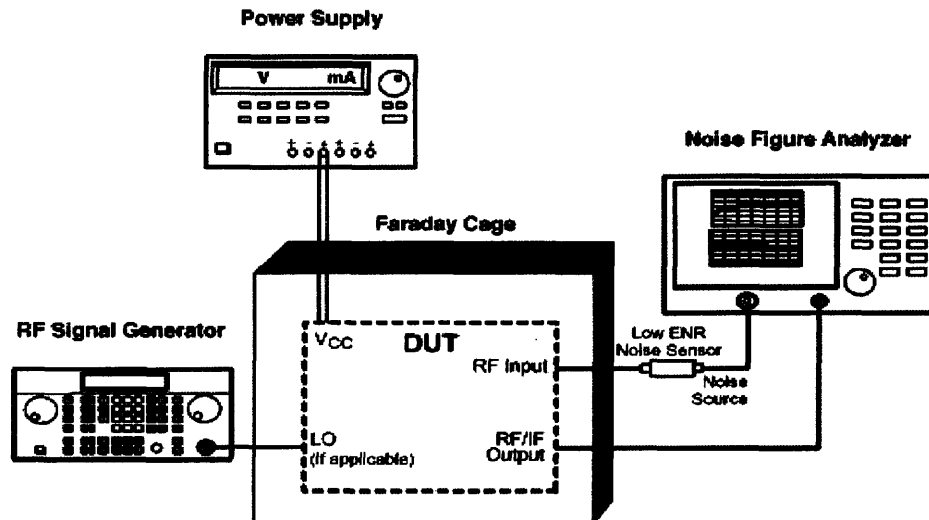 Power Supply
V mA
+ - + + - +
Noise Figure Analyzer
Faraday Cage
RF Signal Generator
VCC
DUT
RF Input
Low ENR
Noise Sensor
Noise
Source
LO
(If applicable)
RF/IF
Output